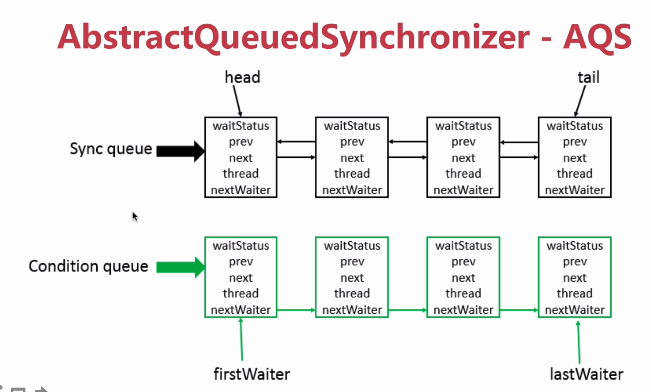 AbstractQueuedSynchronizer - AQS
head
tail
Sync queue
waitStatus
prev
next
thread
nextWaiter
waitStatus
prev
next
thread
nextWaiter
waitStatus
prev
next
thread
nextWaiter
waitStatus
prev
next
thread
nextWaiter
Condition queue
waitStatus
prev
next
thread
nextWaiter
waitStatus
prev
next
thread
nextWaiter
waitStatus
prev
next
thread
nextWaiter
waitStatus
prev
next
thread
nextWaiter
firstWaiter
lastWaiter